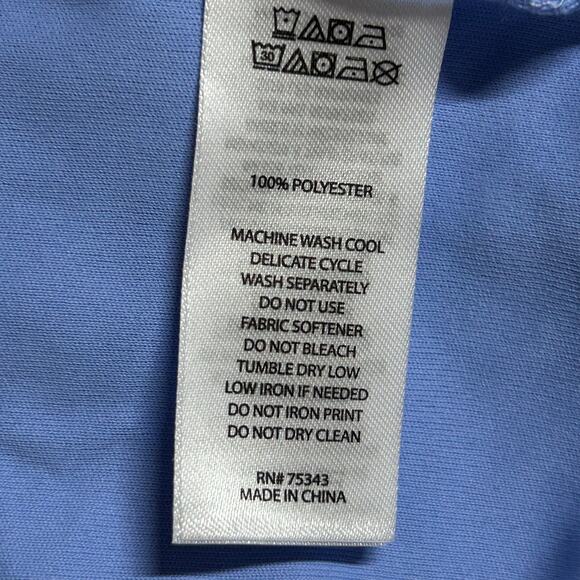 30
100% POLYESTER
MACHINE WASH COOL
DELICATE CYCLE
WASH SEPARATELY
DO NOT USE
FABRIC SOFTENER
DO NOT BLEACH
TUMBLE DRY LOW
LOW IRON IF NEEDED
DO NOT IRON PRINT
DO NOT DRY CLEAN
RN# 75343
MADE IN CHINA